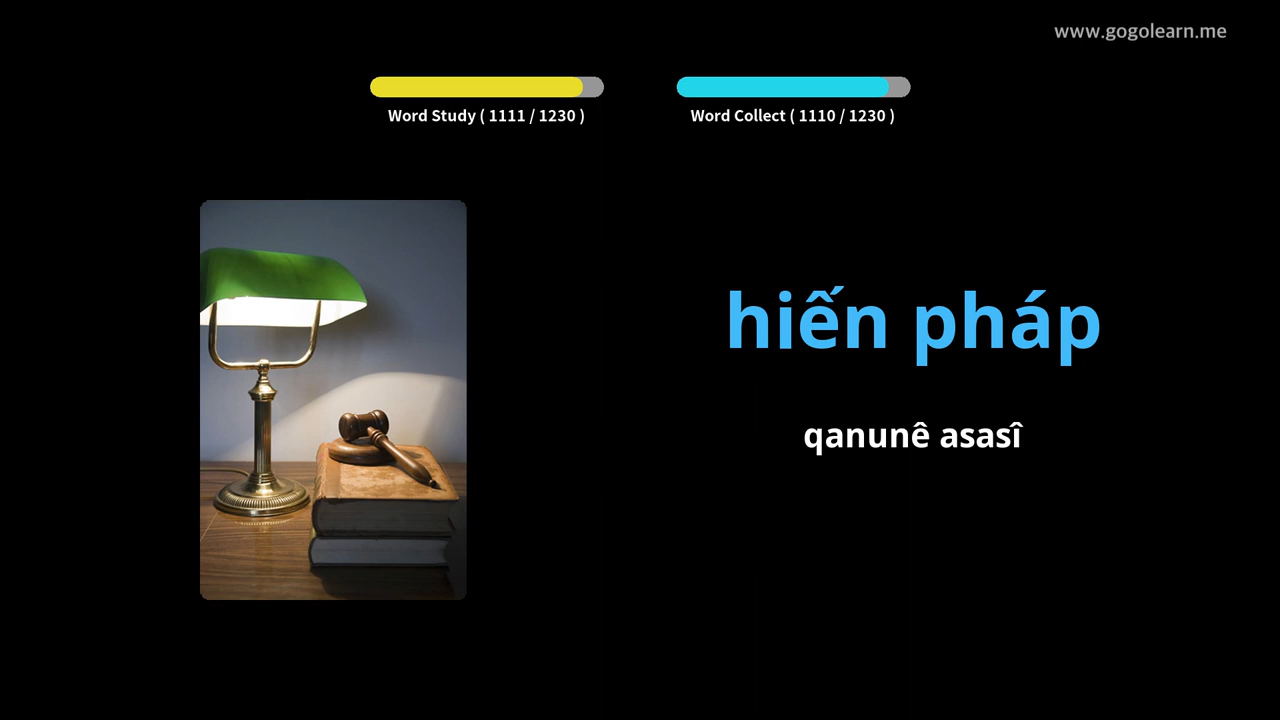 www.gogolearn.me
Word Study ( 1111 / 1230 )
Word Collect ( 1110 / 1230 )
hiến pháp
qanunê asasî